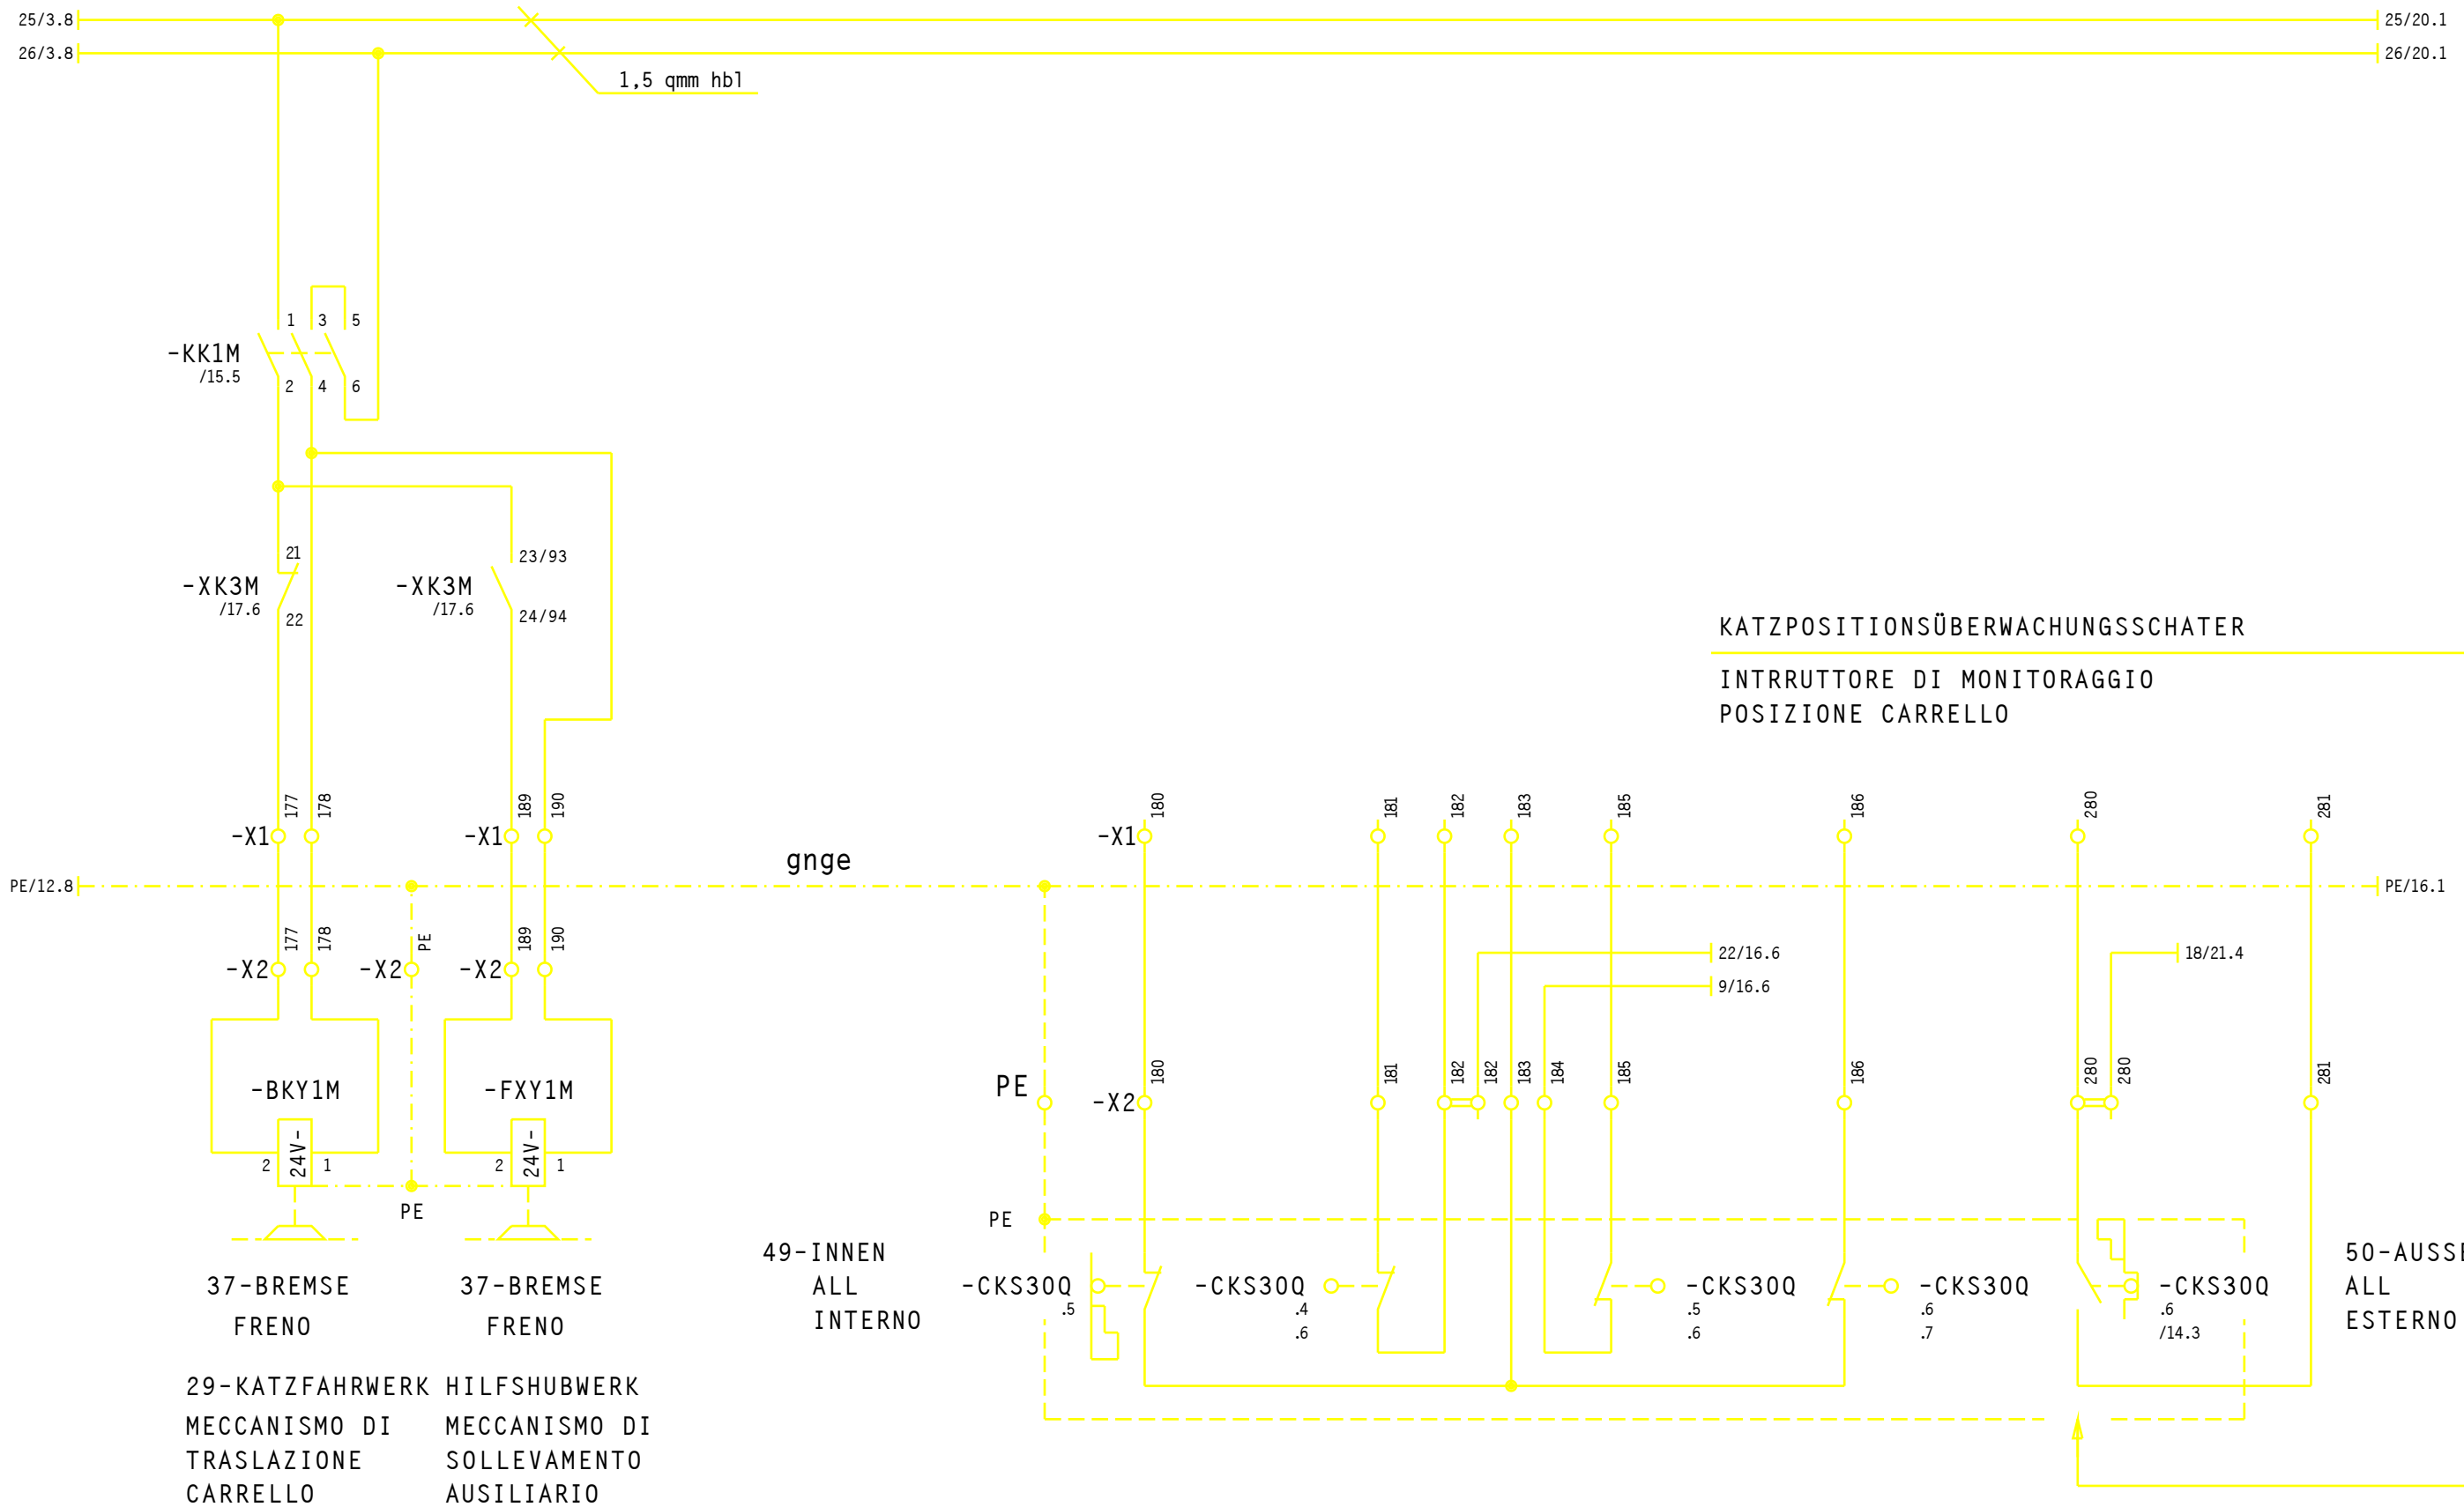 25/3.8
25/20.1
26/3.8
26/20.1
1,5 qmm hbl
1 3 5
-KK1M
/15.5
2 4 6
21
23/93
-XK3M
/17.6
22
-XK3M
/17.6
24/94
KATZPOSITIONSÜBERWACHUNGSSCHATER
INTRRUTTORE DI MONITORAGGIO
POSIZIONE CARRELLO
177 178 189 190 180 181 182 183 185 186 280 281
-X1 -X1 -X1
gnge
PE/12.8
PE/16.1
177 178 PE 189 190
22/16.6
18/21.4
-X2 -X2 -X2
9/16.6
180 181 182 182 183 184 185 186 280 280 281
PE
-X2
-BKY1M
-FXY1M
24V-
24V-
2 1
2 1
PE
PE
49-INNEN
ALL
INTERNO
-CKS30Q
.5
-CKS30Q
.4
.6
-CKS30Q
.5
.6
-CKS30Q
.6
.7
-CKS30Q
.6
/14.3
50-AUSSE
ALL
ESTERNO
37-BREMSE
FRENO
37-BREMSE
FRENO
29-KATZFAHRWERK
MECCANISMO DI
TRASLAZIONE
CARRELLO
HILFSHUBWERK
MECCANISMO DI
SOLLEVAMENTO
AUSILIARIO